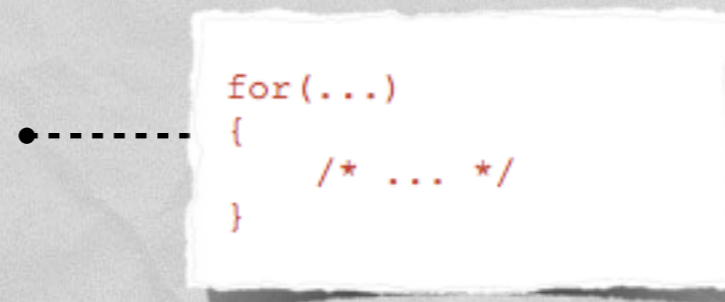 for(...)
{
    /* ... */
}